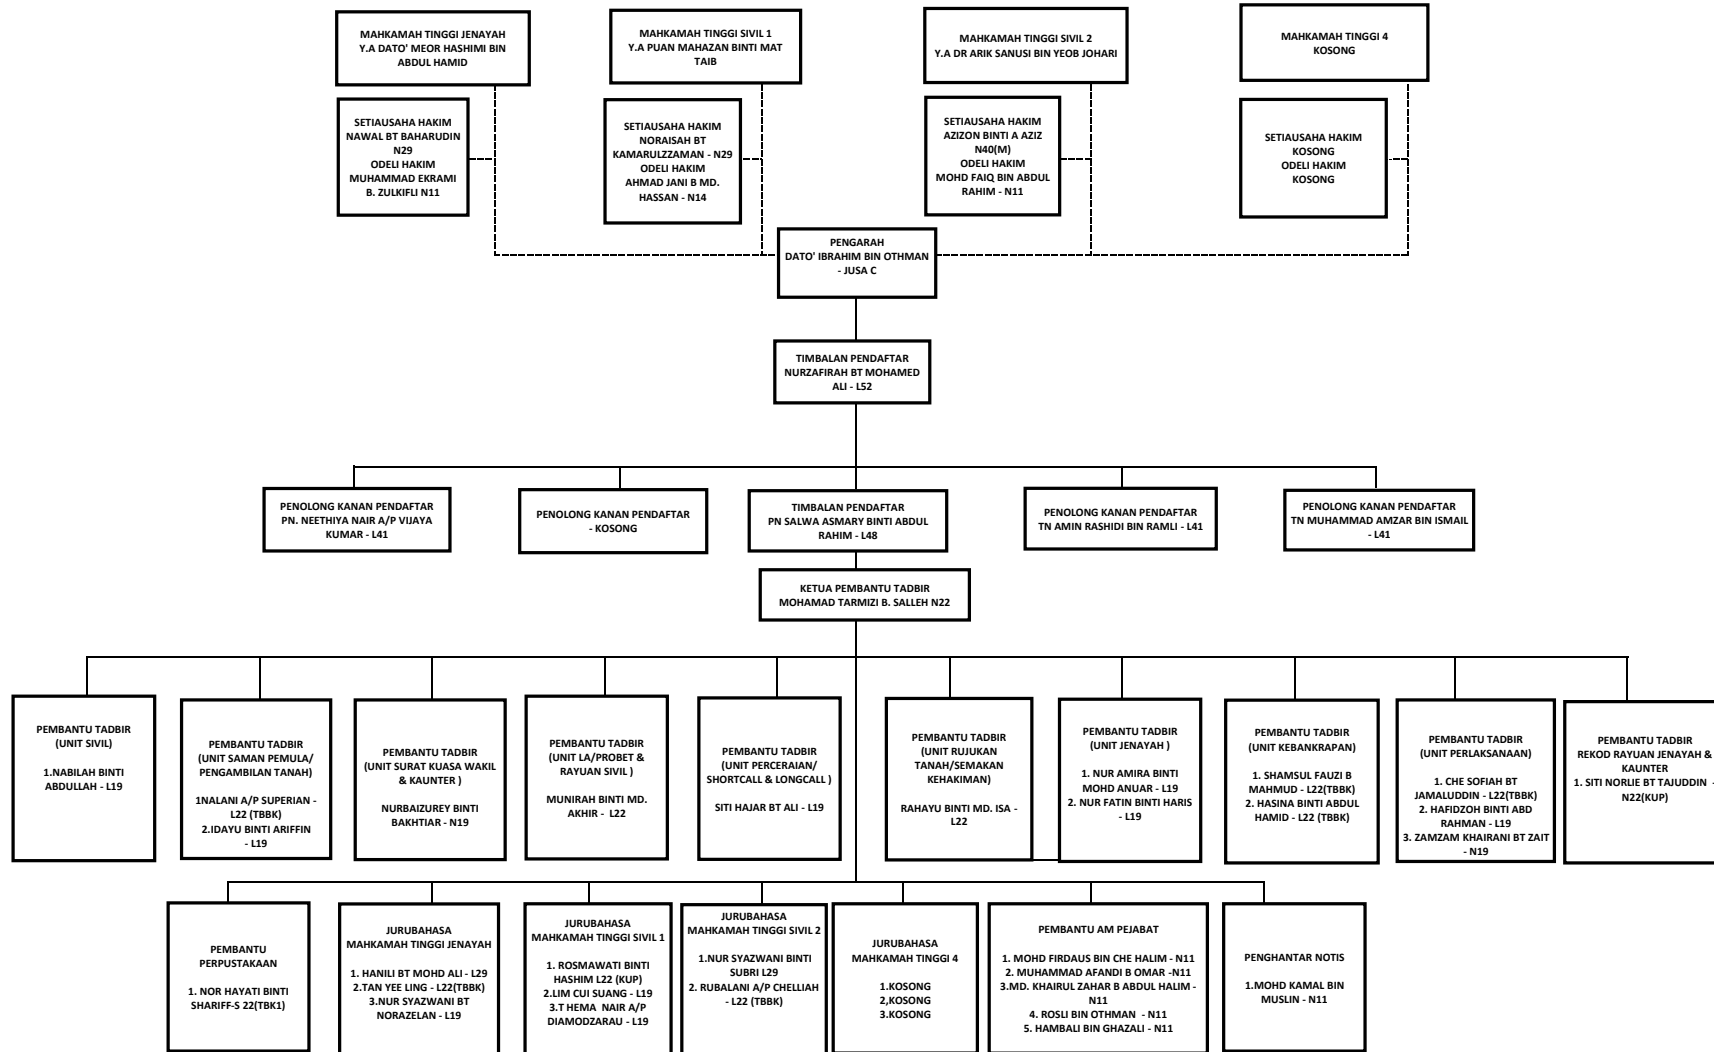 MAHKAMAH TINGGI JENAYAH
Y.A DATO' MEOR HASHIMI BIN
ABDUL HAMID
MAHKAMAH TINGGI SIVIL 1
Y.A PUAN MAHAZAN BINTI MAT
TAIB
MAHKAMAH TINGGI SIVIL 2
Y.A DR ARIK SANUSI BIN YEOB JOHARI
MAHKAMAH TINGGI 4
KOSONG
SETIAUSAHA HAKIM
NAWAL BT BAHARUDIN
N29
ODELI HAKIM
MUHAMMAD EKRAMI
B. ZULKIFLI N11
SETIAUSAHA HAKIM
NORAISAH BT
KAMARULZZAMAN - N29
ODELI HAKIM
AHMAD JANI B MD.
HASSAN - N14
SETIAUSAHA HAKIM
AZIZON BINTI A AZIZ
N40(M)
ODELI HAKIM
MOHD FAIQ BIN ABDUL
RAHIM - N11
SETIAUSAHA HAKIM
KOSONG
ODELI HAKIM
KOSONG
PENGARAH
DATO' IBRAHIM BIN OTHMAN
- JUSA C
TIMBALAN PENDAFTAR
NURZAFIRAH BT MOHAMED
ALI - L52
PENOLONG KANAN PENDAFTAR
PN. NEETHIYA NAIR A/P VIJAYA
KUMAR - L41
PENOLONG KANAN PENDAFTAR
- KOSONG
TIMBALAN PENDAFTAR
PN SALWA ASMARY BINTI ABDUL
RAHIM - L48
PENOLONG KANAN PENDAFTAR
TN AMIN RASHIDI BIN RAMLI - L41
PENOLONG KANAN PENDAFTAR
TN MUHAMMAD AMZAR BIN ISMAIL
- L41
KETUA PEMBANTU TADBIR
MOHAMAD TARMIZI B. SALLEH N22
PEMBANTU TADBIR
(UNIT SIVIL)
1.NABILAH BINTI
ABDULLAH - L19
PEMBANTU TADBIR
(UNIT SAMAN PEMULA/
PENGAMBILAN TANAH)
1NALANI A/P SUPERIAN -
L22 (TBBK)
2.IDAYU BINTI ARIFFIN
- L19
PEMBANTU TADBIR
(UNIT SURAT KUASA WAKIL
& KAUNTER )
NURBAIZUREY BINTI
BAKHTIAR - N19
PEMBANTU TADBIR
(UNIT LA/PROBET &
RAYUAN SIVIL )
MUNIRAH BINTI MD.
AKHIR - L22
PEMBANTU TADBIR
(UNIT PERCERAIAN/
SHORTCALL & LONGCALL )
SITI HAJAR BT ALI - L19
PEMBANTU TADBIR
(UNIT RUJUKAN
TANAH/SEMAKAN
KEHAKIMAN)
RAHAYU BINTI MD. ISA -
L22
PEMBANTU TADBIR
(UNIT JENAYAH )
1. NUR AMIRA BINTI
MOHD ANUAR - L19
2. NUR FATIN BINTI HARIS
- L19
PEMBANTU TADBIR
(UNIT KEBANKRAPAN)
1. SHAMSUL FAUZI B
MAHMUD - L22(TBBK)
2. HASINA BINTI ABDUL
HAMID - L22 (TBBK)
PEMBANTU TADBIR
(UNIT PERLAKSANAAN)
1. CHE SOFIAH BT
JAMALUDDIN - L22(TBBK)
2. HAFIDZOH BINTI ABD
RAHMAN - L19
3. ZAMZAM KHAIRANI BT ZAIT
- N19
PEMBANTU TADBIR
REKOD RAYUAN JENAYAH &
KAUNTER
1. SITI NORLIE BT TAJUDDIN -
N22(KUP)
PEMBANTU
PERPUSTAKAAN
1. NOR HAYATI BINTI
SHARIFF-S 22(TBK1)
JURUBAHASA
MAHKAMAH TINGGI JENAYAH
1. HANILI BT MOHD ALI - L29
2.TAN YEE LING - L22(TBBK)
3.NUR SYAZWANI BT
NORAZELAN - L19
JURUBAHASA
MAHKAMAH TINGGI SIVIL 1
1. ROSMAWATI BINTI
HASHIM L22 (KUP)
2.LIM CUI SUANG - L19
3.T HEMA NAIR A/P
DIAMODZARAU - L19
JURUBAHASA
MAHKAMAH TINGGI SIVIL 2
1.NUR SYAZWANI BINTI
SUBRI L29
2. RUBALANI A/P CHELLIAH
- L22 (TBBK)
JURUBAHASA
MAHKAMAH TINGGI 4
1.KOSONG
2,KOSONG
3.KOSONG
PEMBANTU AM PEJABAT
1. MOHD FIRDAUS BIN CHE HALIM - N11
2. MUHAMMAD AFANDI B OMAR -N11
3.MD. KHAIRUL ZAHAR B ABDUL HALIM -
N11
4. ROSLI BIN OTHMAN - N11
5. HAMBALI BIN GHAZALI - N11
PENGHANTAR NOTIS
1.MOHD KAMAL BIN
MUSLIN - N11